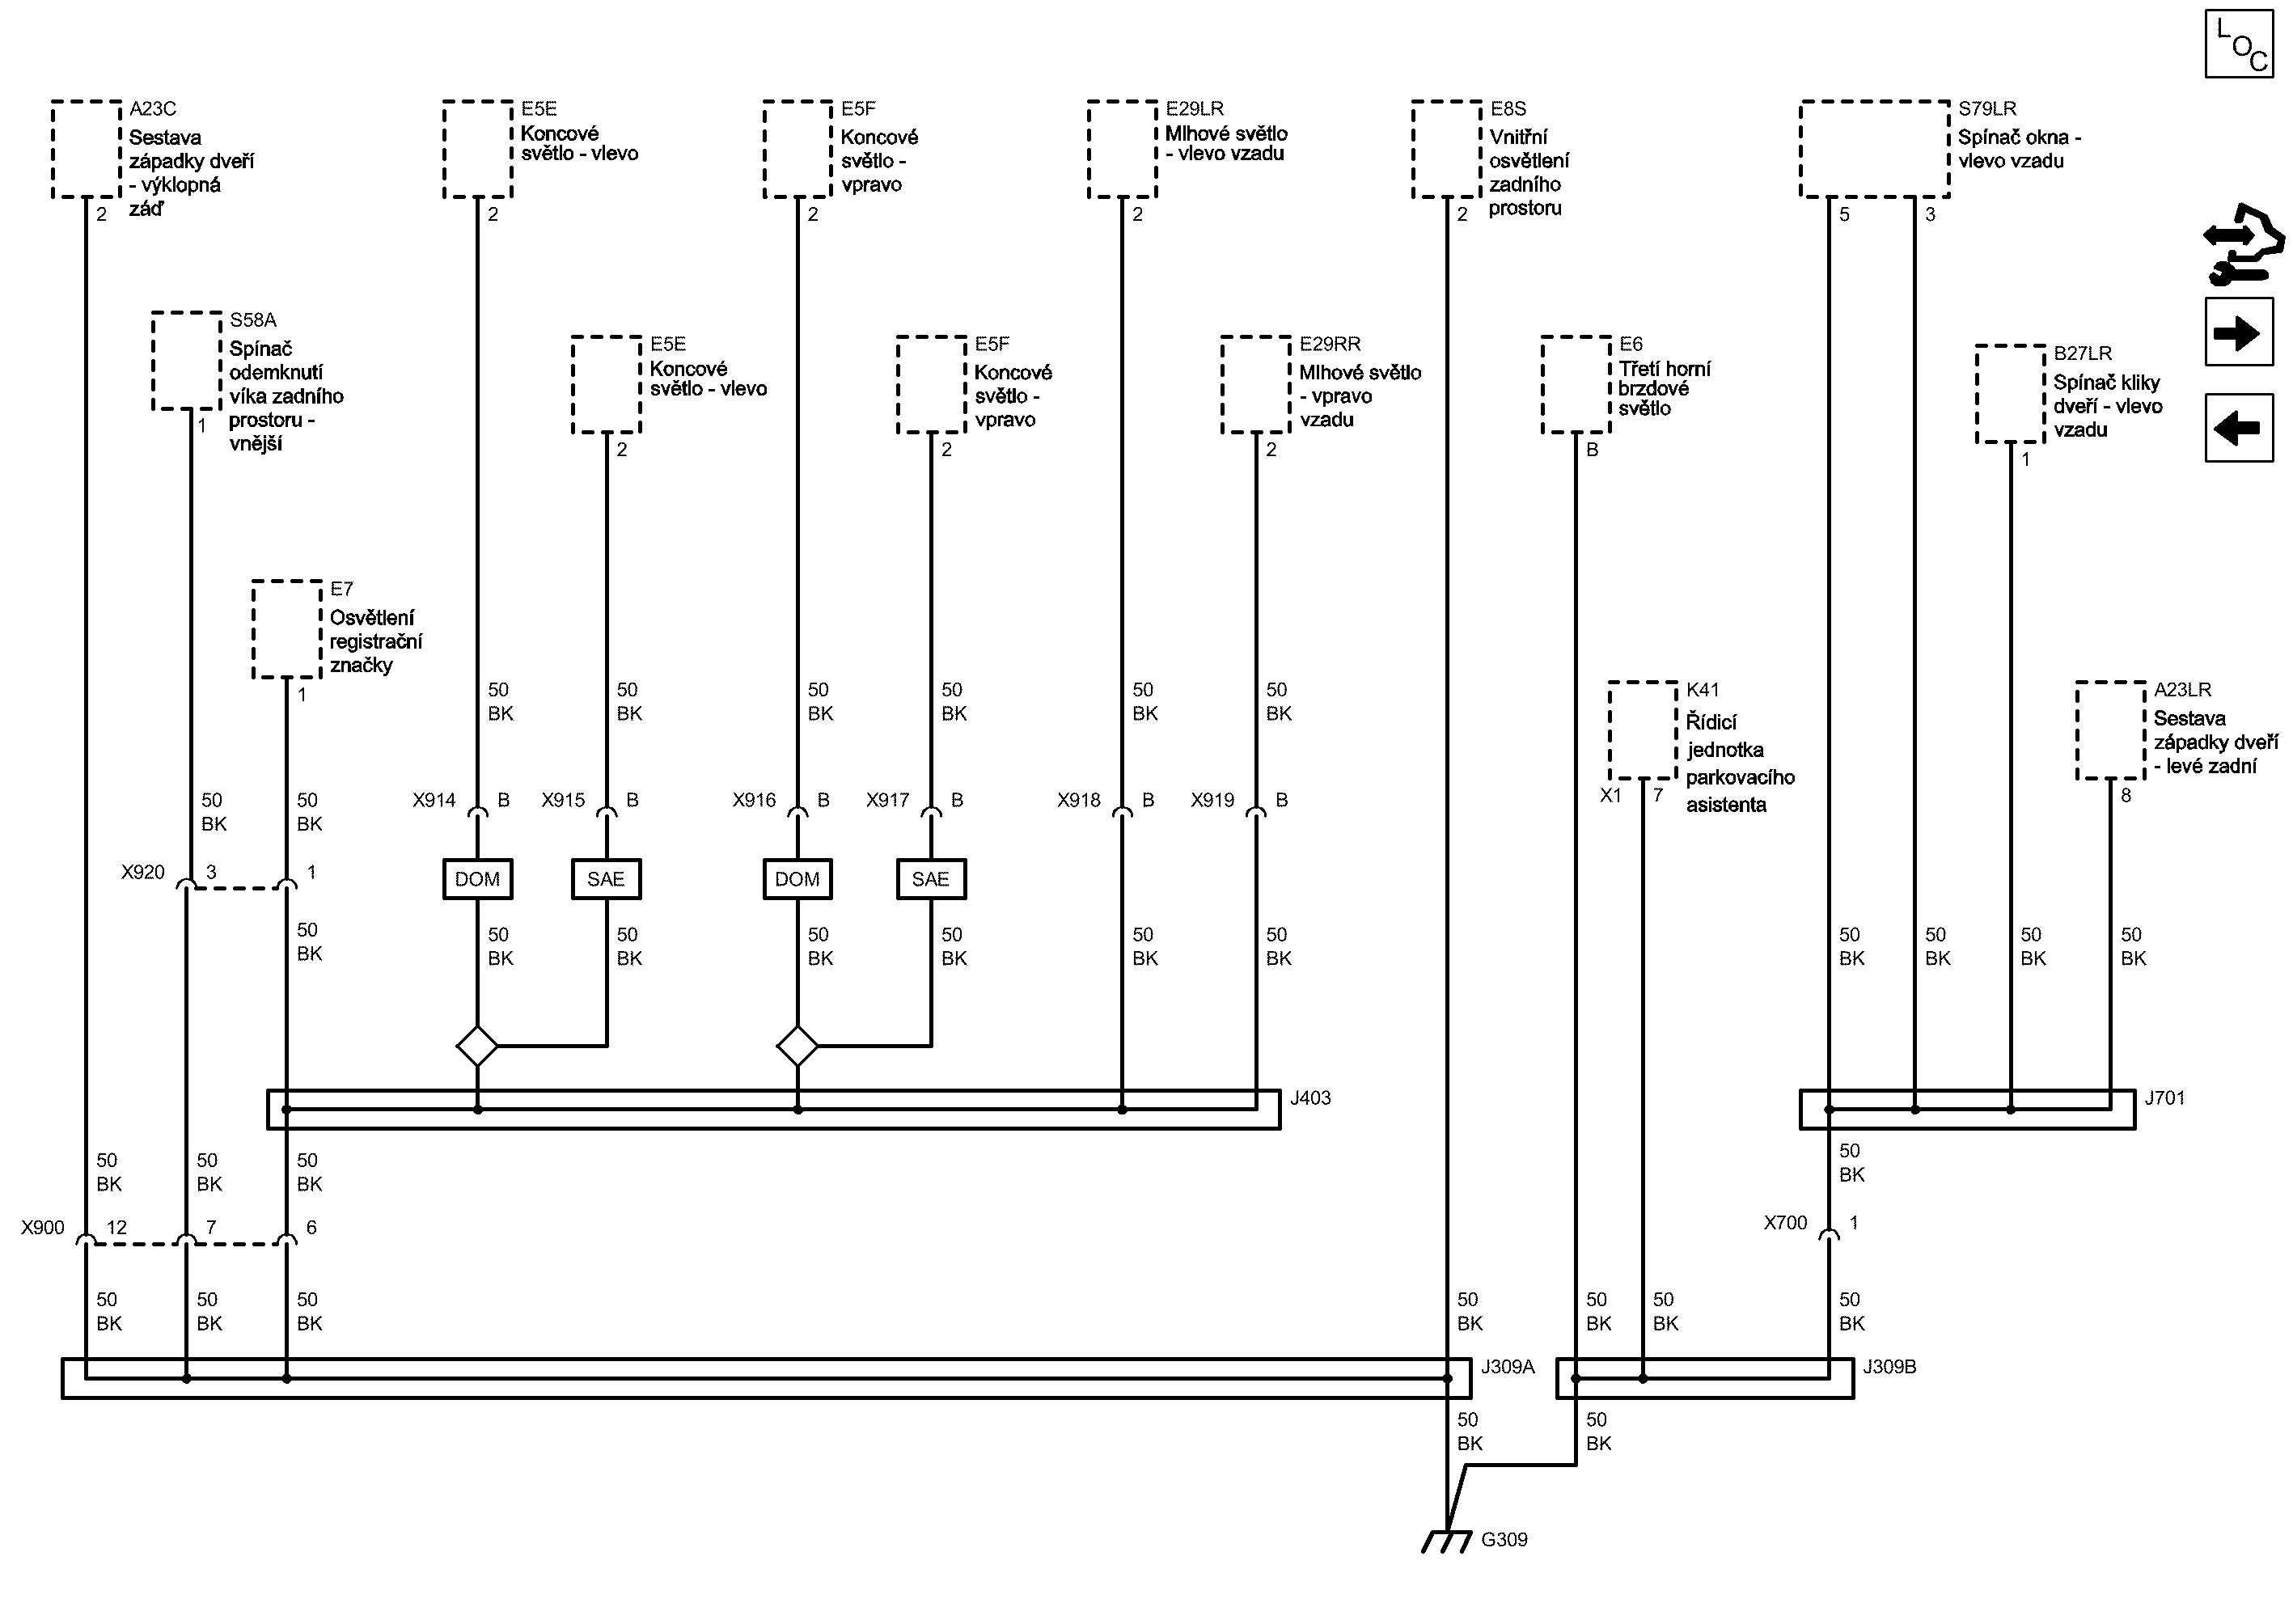 L
O
C
A23C
Sestava
západky dveří
- výklopná
záď
2
E5E
Koncové
světlo - vlevo
2
E5F
Koncové
světlo -
vpravo
2
E29LR
Mlhové světlo
- vlevo vzadu
2
E8S
Vnitřní
osvětlení
zadního
prostoru
2
S79LR
Spínač okna -
vlevo vzadu
5 3
S58A
Spínač
odemknutí
víka zadního
prostoru -
vnější
1
E5E
Koncové
světlo - vlevo
2
E5F
Koncové
světlo -
vpravo
2
E29RR
Mlhové světlo
- vpravo
vzadu
2
E6
Třetí horní
brzdové
světlo
B
B27LR
Spínač kliky
dveří - vlevo
vzadu
1
E7
Osvětlení
registrační
značky
1
K41
Řídicí
jednotka
parkovacího
asistenta
X1 7
A23LR
Sestava
západky dveří
- levé zadní
8
50 50 50 50 50 50
BK BK BK BK BK BK
50 50
BK BK
X914 B X915 B X916 B X917 B X918 B X919 B
X920 3 1
DOM SAE DOM SAE
50
BK
50 50 50 50 50 50 50 50 50 50
BK BK BK BK BK BK BK BK BK BK
J403
J701
50 50 50
BK BK BK
50
BK
X900 12 7 6
X700 1
50 50 50 50 50 50 50
BK BK BK BK BK BK BK
J309A
J309B
50 50
BK BK
G309